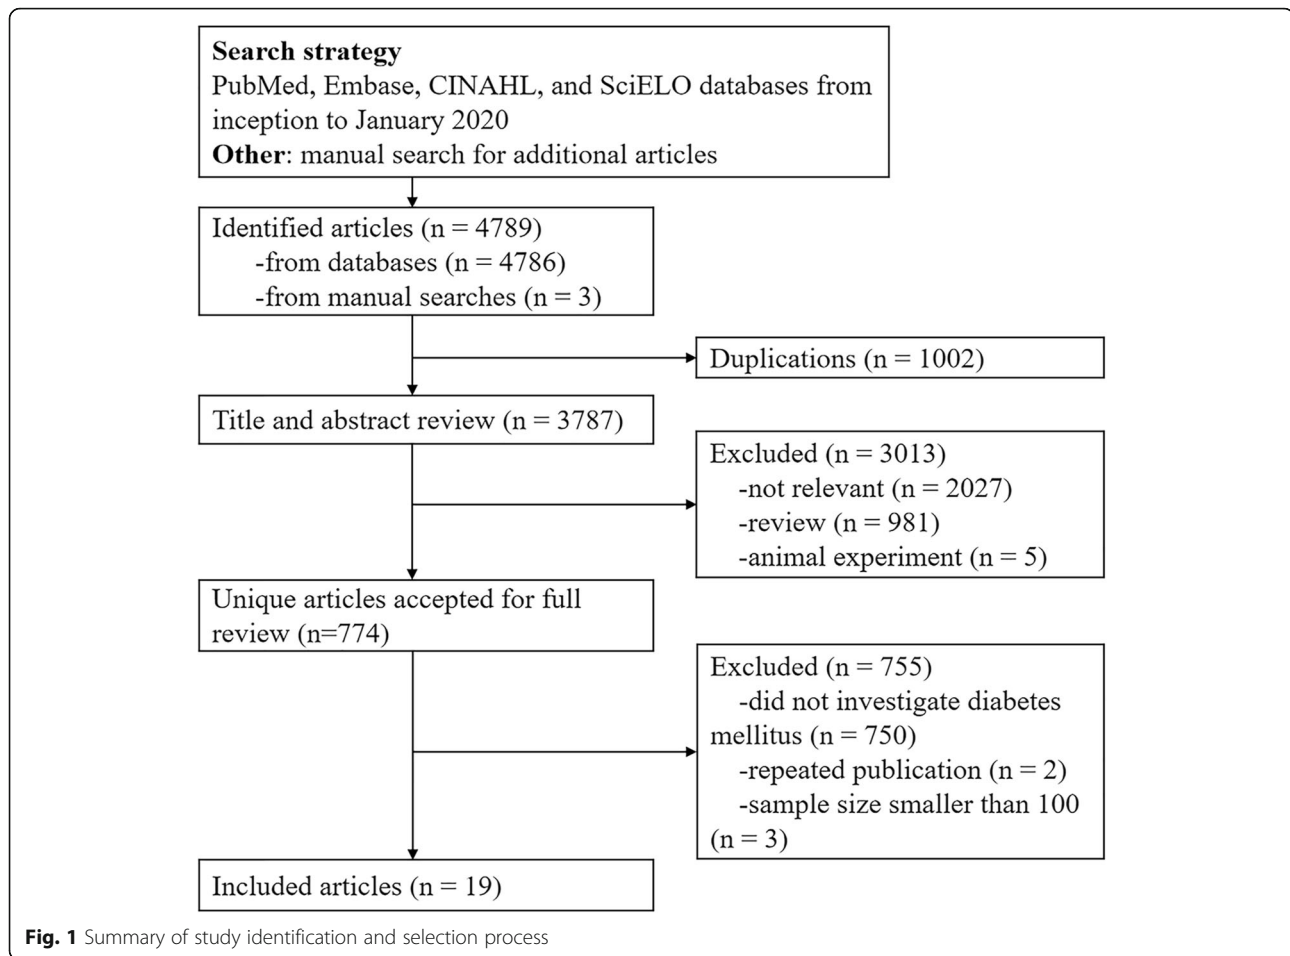 Search strategy
PubMed, Embase, CINAHL, and SciELO databases from
inception to January 2020
Other: manual search for additional articles
Identified articles (n = 4789)
-from databases (n = 4786)
-from manual searches (n = 3)
Duplications (n = 1002)
Title and abstract review (n = 3787)
Excluded (n = 3013)
-not relevant (n = 2027)
-review (n = 981)
-animal experiment (n = 5)
Unique articles accepted for full
review (n=774)
Excluded (n = 755)
-did not investigate diabetes
mellitus (n = 750)
-repeated publication (n = 2)
-sample size smaller than 100
(n = 3)
Included articles (n = 19)
Fig. 1 Summary of study identification and selection process